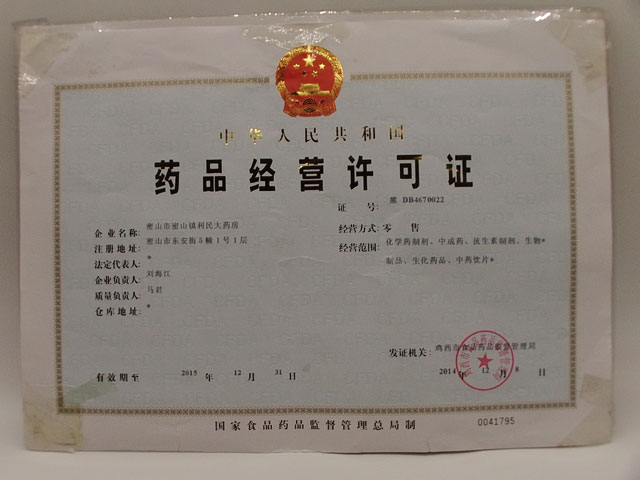 中华人民共和国
药品经营许可证
证 号: 黑 DB4670022
企业名称: 密山市密山镇利民大药房
注册地址: 密山市东安街5幢1号1层
法定代表人: *
企业负责人: 刘海江
质量负责人: 马君
仓库地址: *
经营方式: 零 售
经营范围: 化学药制剂、中成药、抗生素制剂、生物*
制品、生化药品、中药饮片*
发证机关: 鸡西市食品药品监督管理局
有效期至 2015 年 12 月 31 日
2014 年 12 月 8 日
国家食品药品监督管理总局制
0041795